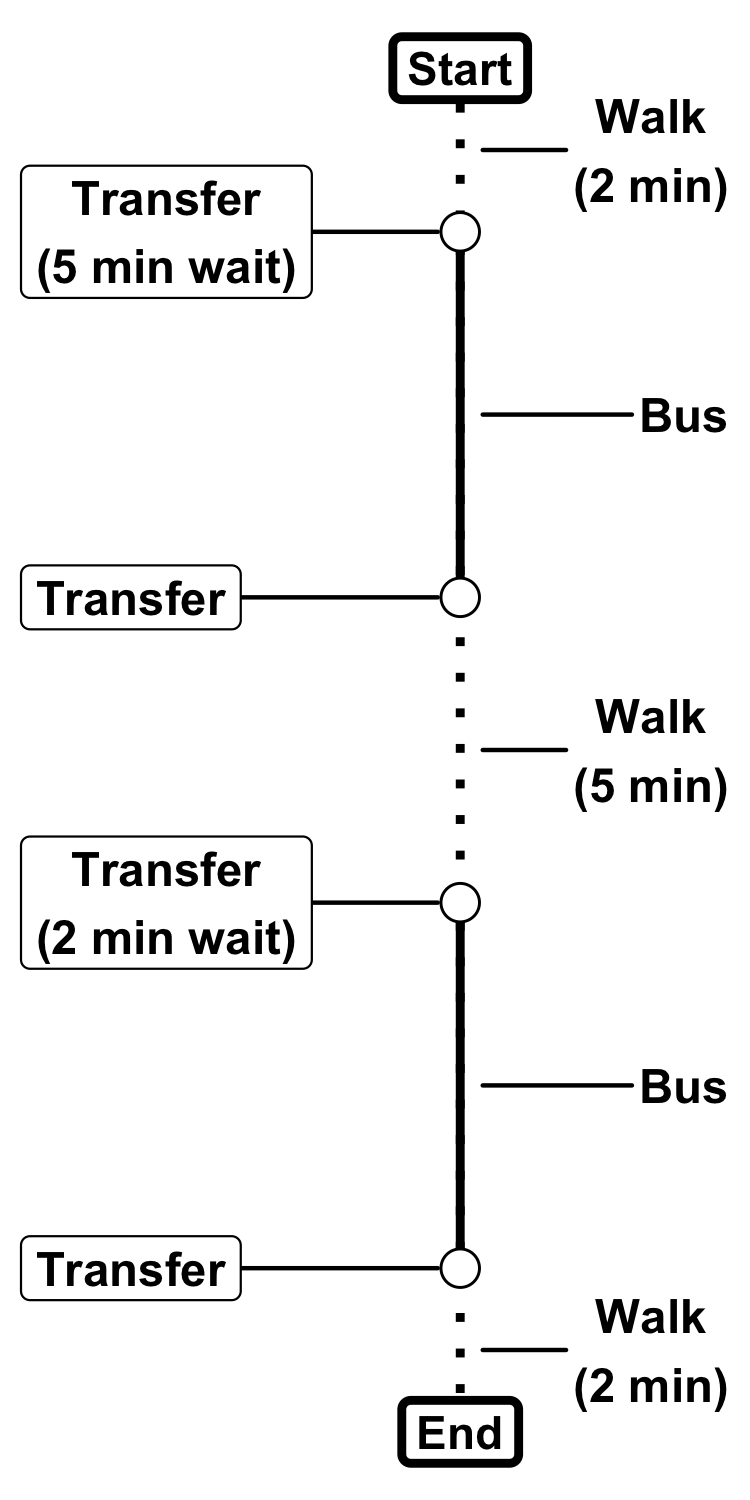 Start
Walk
(2 min)
Transfer
(5 min wait)
Bus
Transfer
Walk
(5 min)
Transfer
(2 min wait)
Bus
Transfer
Walk
(2 min)
End